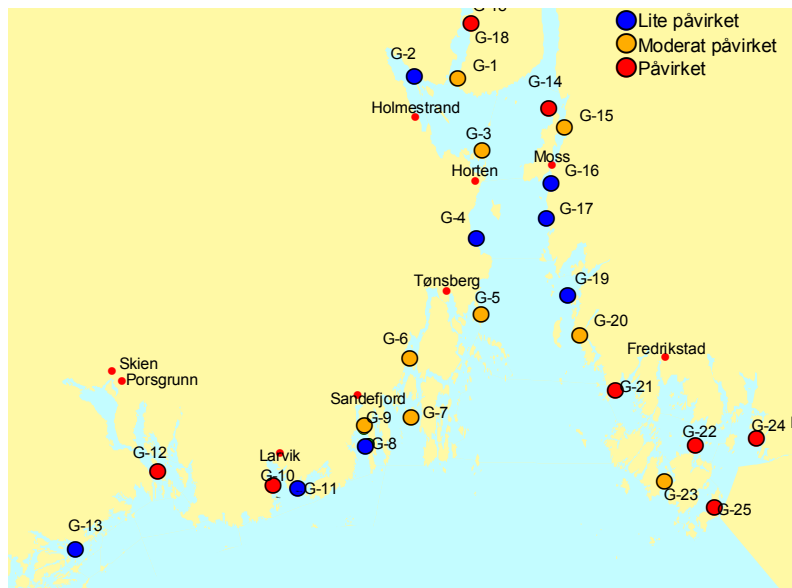 G-18
Lite påvirket
Moderat påvirket
Påvirket
G-2
G-1
G-14
Holmestrand
G-15
G-3
Moss
Horten
G-16
G-4
G-17
Tønsberg
G-19
G-5
G-20
G-6
Fredrikstad
Skien
Porsgrunn
G-21
Sandefjord
G-9
G-7
G-8
G-24
G-22
G-12
Larvik
G-10
G-11
G-23
G-25
G-13